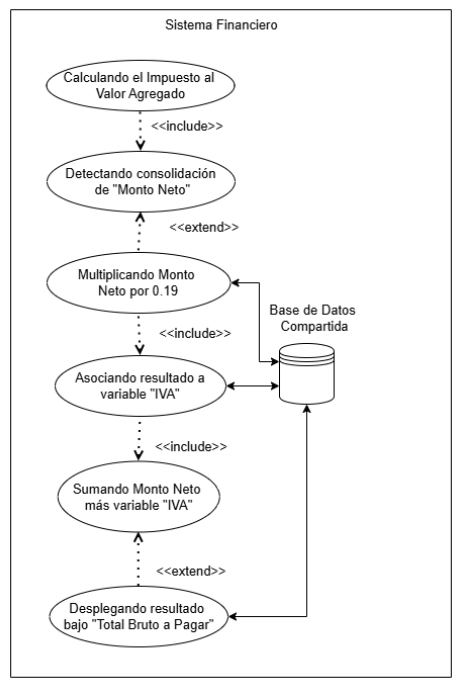 Sistema Financiero
Calculando el Impuesto al
Valor Agregado
<<include>>
Detectando consolidación
de "Monto Neto"
<<extend>>
Multiplicando Monto
Neto por 0.19
Base de Datos
Compartida
<<include>>
Asociando resultado a
variable "IVA"
<<include>>
Sumando Monto Neto
más variable "IVA"
<<extend>>
Desplegando resultado
bajo "Total Bruto a Pagar"